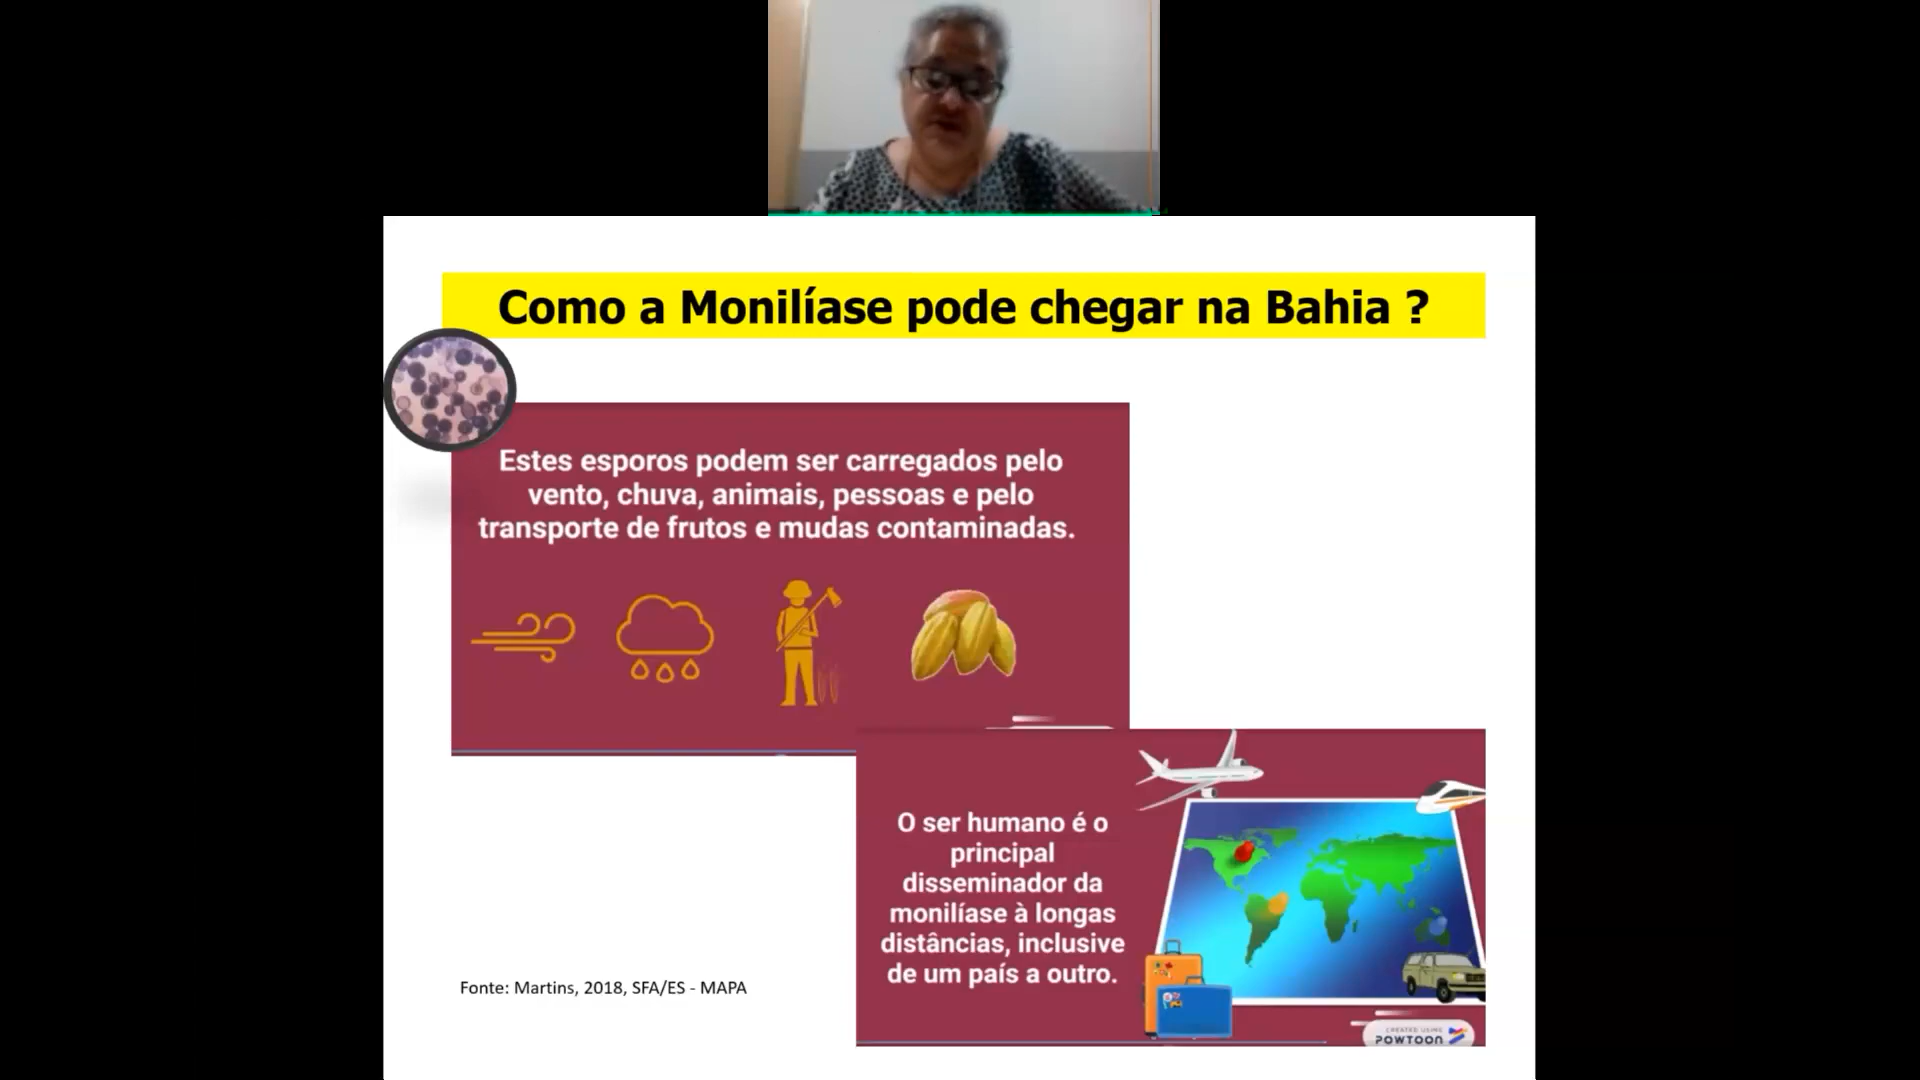 Como a Monilíase pode chegar na Bahia ?
Estes esporos podem ser carregados pelo
vento, chuva, animais, pessoas e pelo
transporte de frutos e mudas contaminadas.
O ser humano é o
principal
disseminador da
monilíase à longas
distâncias, inclusive
de um país a outro.
Fonte: Martins, 2018, SFA/ES - MAPA
CREATED USING
POWTOON